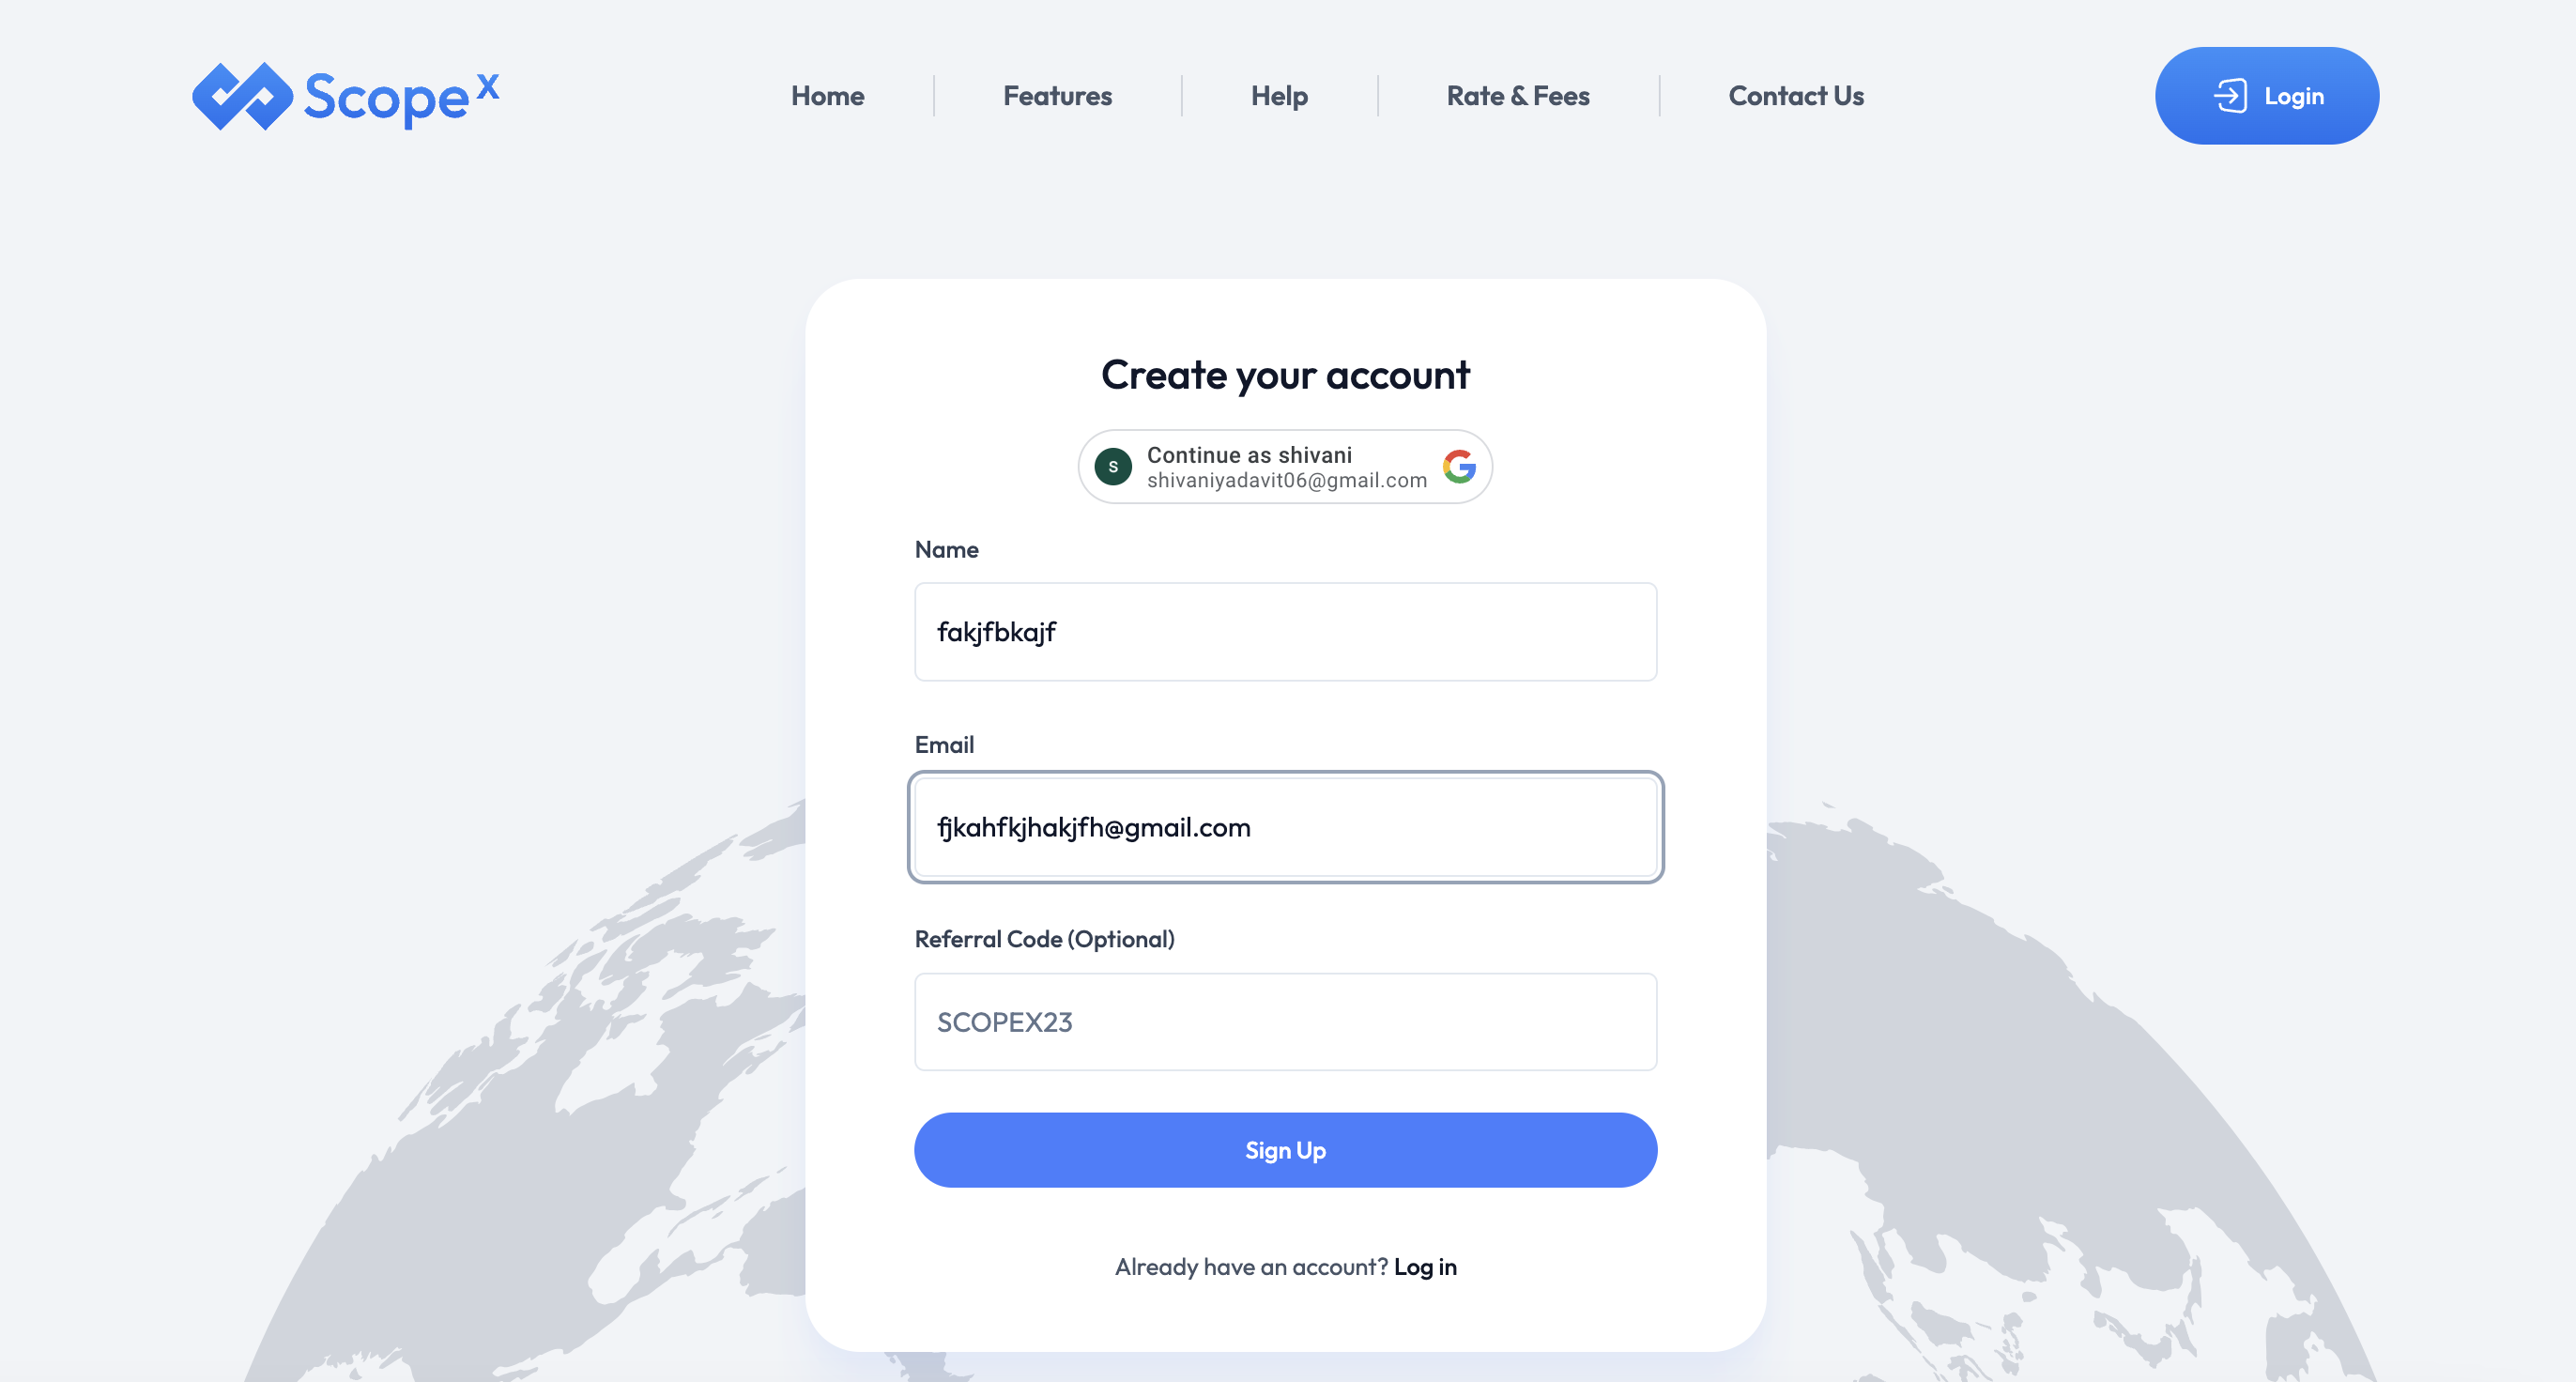 Scope X
Home
Features
Help
Rate & Fees
Contact Us
Login
Create your account
S
Continue as shivani
shivaniyadavit06@gmail.com
Name
fakjfbkajf
Email
fjkahfkjhakjfh@gmail.com
Referral Code (Optional)
SCOPEX23
Sign Up
Already have an account? Log in